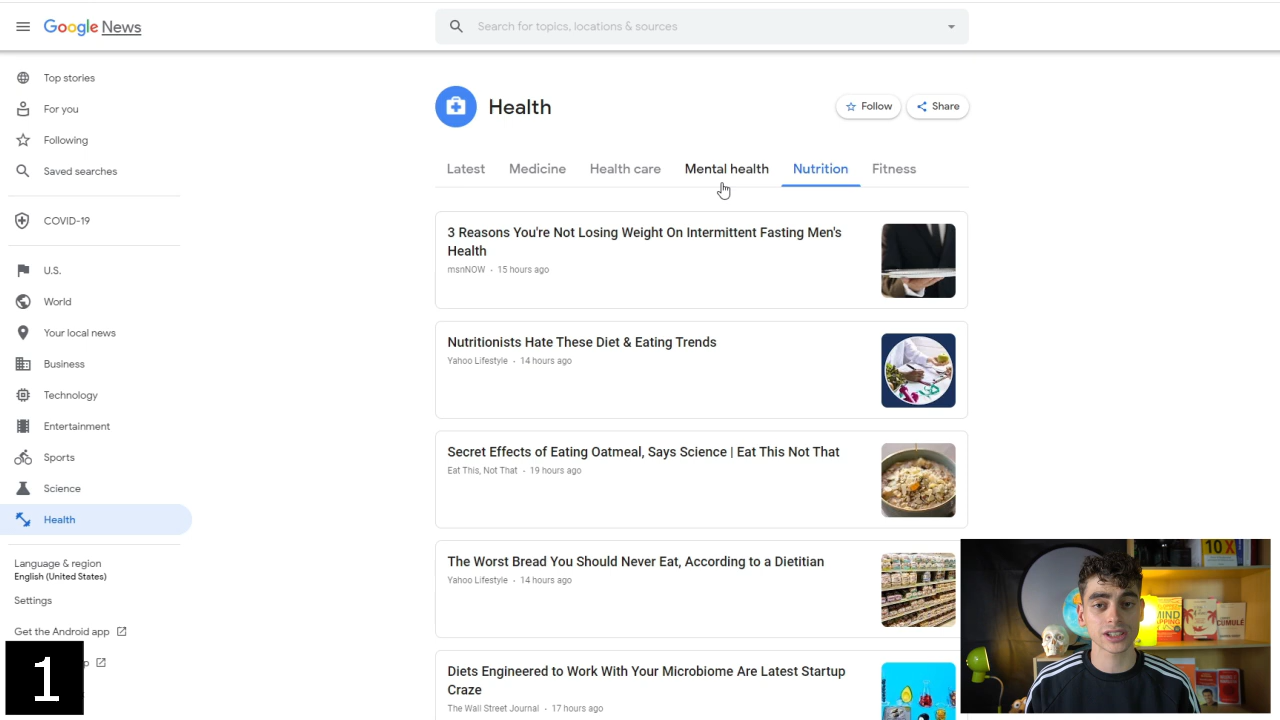 Google News
Search for topics, locations & sources
Top stories
For you
Following
Saved searches
COVID-19
U.S.
World
Your local news
Business
Technology
Entertainment
Sports
Science
Health
Language & region
English (United States)
Settings
Get the Android app
p
1
Health
Follow
Share
Latest
Medicine
Health care
Mental health
Nutrition
Fitness
3 Reasons You're Not Losing Weight On Intermittent Fasting Men's
Health
msnNOW · 15 hours ago
Nutritionists Hate These Diet & Eating Trends
Yahoo Lifestyle · 14 hours ago
Secret Effects of Eating Oatmeal, Says Science | Eat This Not That
Eat This, Not That · 19 hours ago
The Worst Bread You Should Never Eat, According to a Dietitian
Yahoo Lifestyle · 14 hours ago
Diets Engineered to Work With Your Microbiome Are Latest Startup
Craze
The Wall Street Journal · 17 hours ago
10X
MIND
MAPPING
CUMULÉ